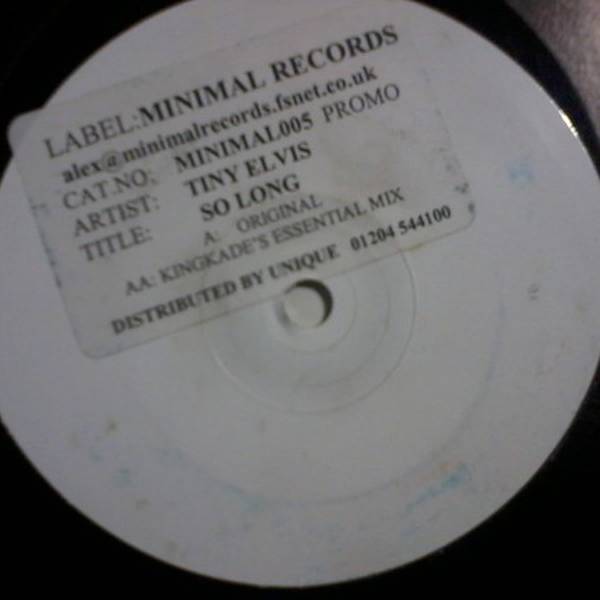 LABEL:MINIMAL RECORDS
alex@minimalrecords.fsnet.co.uk
CAT.NO: MINIMAL005 PROMO
ARTIST: TINY ELVIS
TITLE: SO LONG
A: ORIGINAL
AA: KINGKADE'S ESSENTIAL MIX
DISTRIBUTED BY UNIQUE 01204 544100